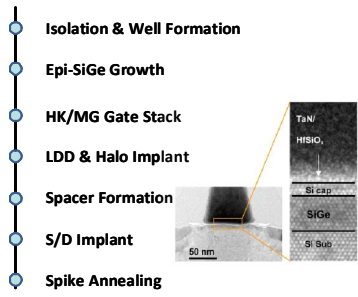 Isolation & Well Formation
Epi-SiGe Growth
HK/MG Gate Stack
LDD & Halo Implant
Spacer Formation
S/D Implant
Spike Annealing
50 nm
TaN/
HfSiOₓ
Si cap
SiGe
Si Sub